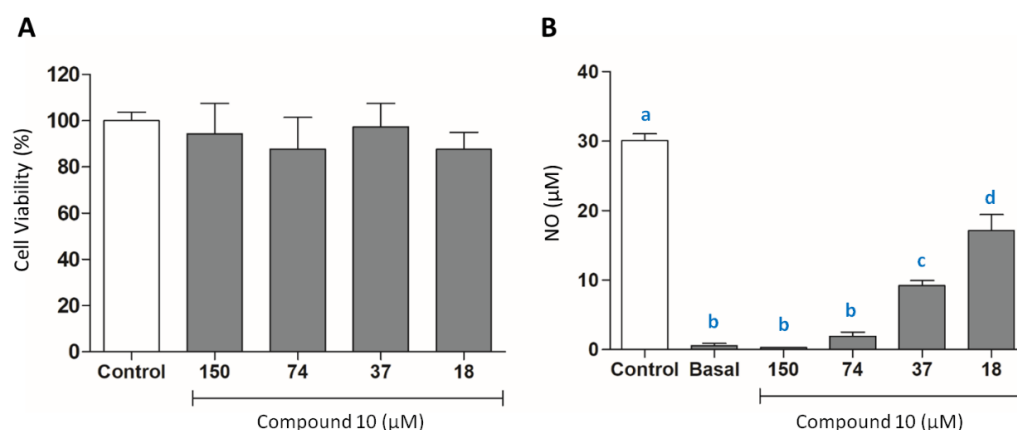 A
Cell Viability (%)
120
100
80
60
40
20
0
Control 150 74 37 18
Compound 10 (µM)
B
NO (µM)
40
30
20
10
0
a
b
b
b
c
d
Control Basal 150 74 37 18
Compound 10 (µM)